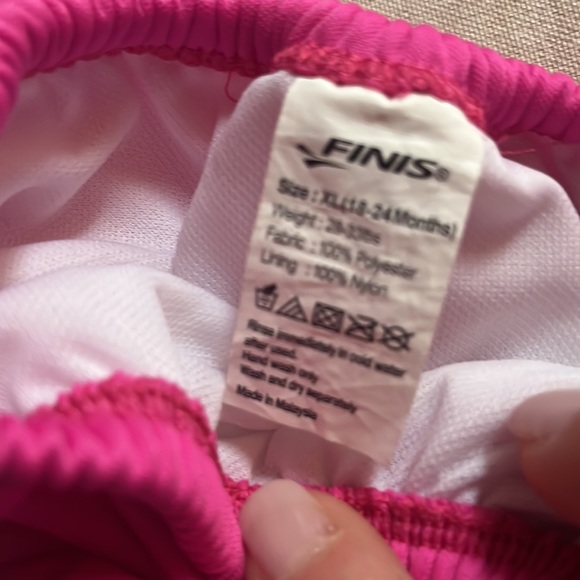 FINIS®
Size : XL(18-24Months)
Weight : 28-33lbs
Fabric : 100% Polyester
Lining : 100% Nylon
Rinse immediately in cold water
after used.
Hand wash only
Wash and dry separately
Made in Malaysia